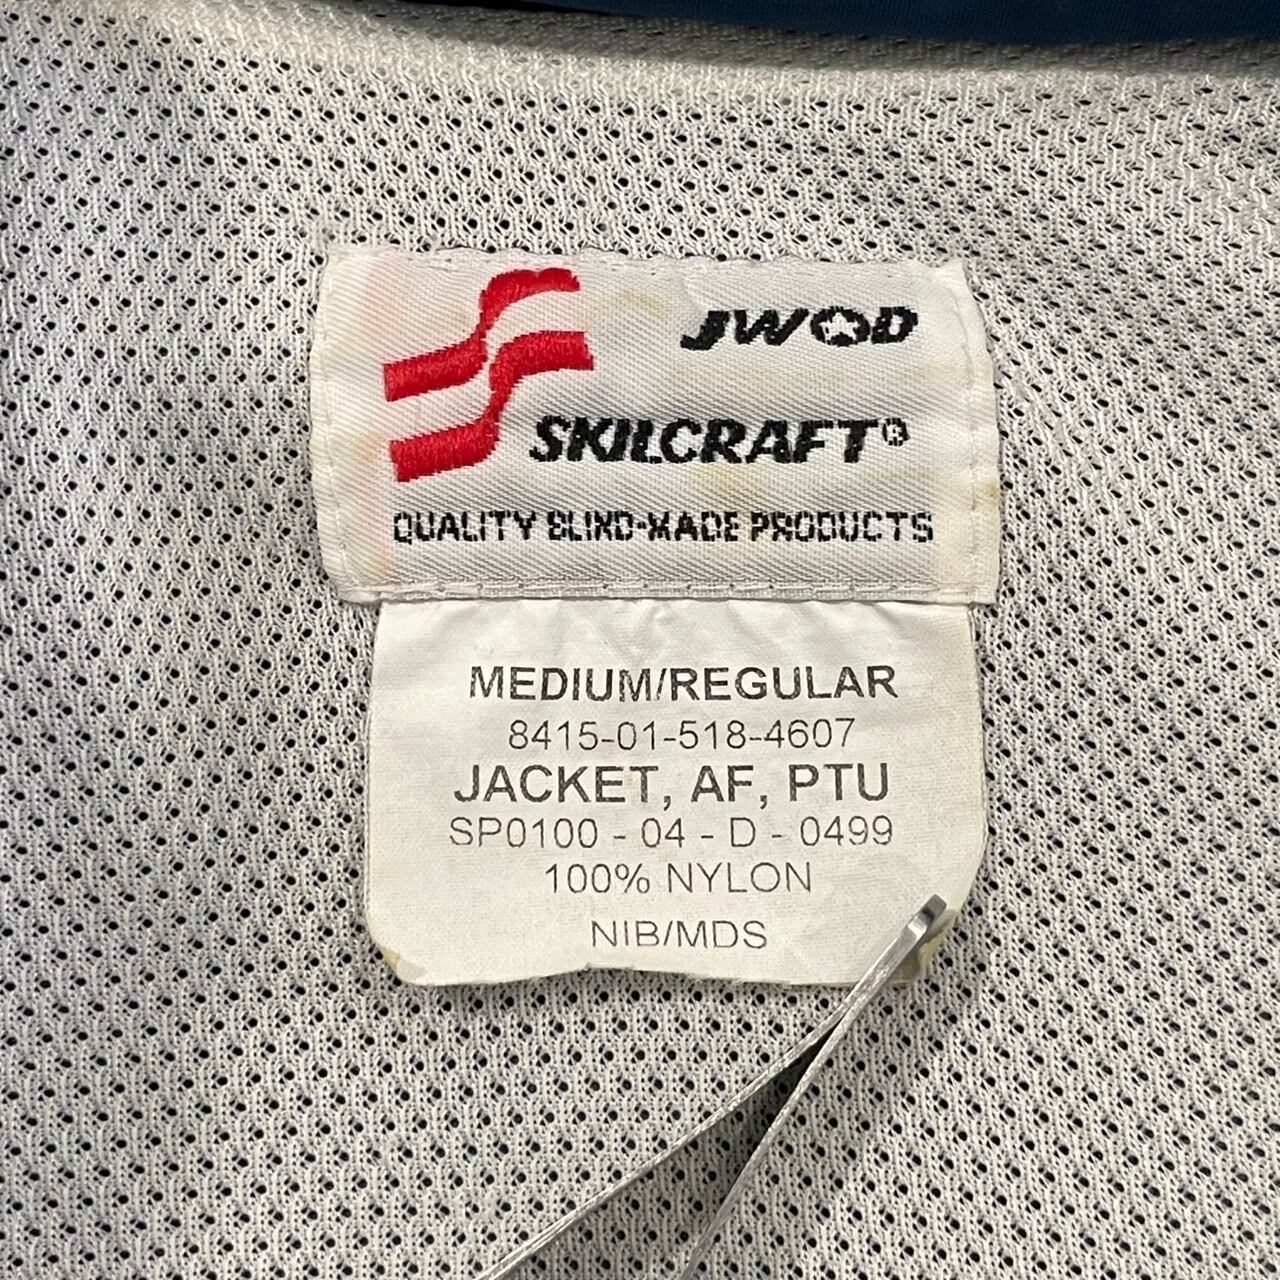 JWOD
SKILCRAFT®
QUALITY BLIND-MADE PRODUCTS
MEDIUM/REGULAR
8415-01-518-4607
JACKET, AF, PTU
SP0100 - 04 - D - 0499
100% NYLON
NIB/MDS